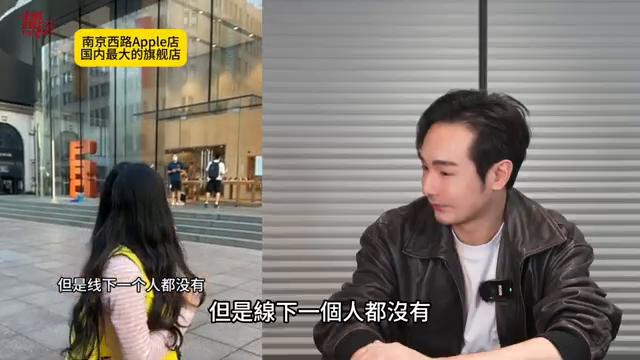 南京西路Apple店
国内最大的旗舰店
但是线下一个人都没有
但是線下一個人都沒有